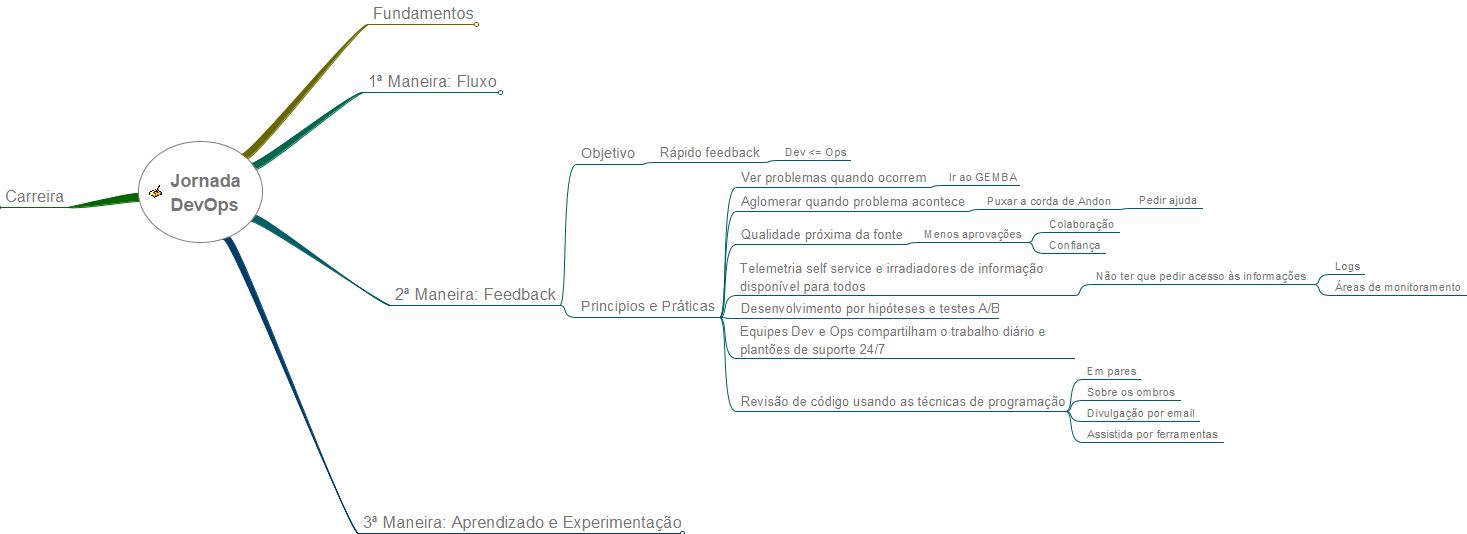 Fundamentos
1ª Maneira: Fluxo
Carreira
Jornada
DevOps
2ª Maneira: Feedback
Objetivo
Rápido feedback
Dev <= Ops
Principios e Práticas
Ver problemas quando ocorrem
Ir ao GEMBA
Aglomerar quando problema acontece
Puxar a corda de Andon
Pedir ajuda
Qualidade próxima da fonte
Menos aprovações
Colaboração
Confiança
Telemetria self service e irradiadores de informação
disponível para todos
Não ter que pedir acesso às informações
Logs
Áreas de monitoramento
Desenvolvimento por hipóteses e testes A/B
Equipes Dev e Ops compartilham o trabalho diário e
plantões de suporte 24/7
Revisão de código usando as técnicas de programação
Em pares
Sobre os ombros
Divulgação por email
Assistida por ferramentas
3ª Maneira: Aprendizado e Experimentação